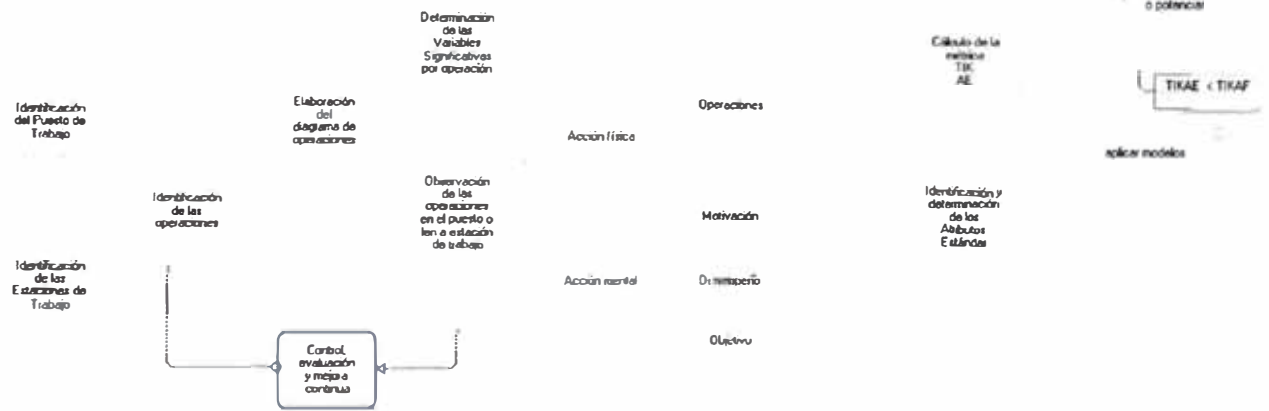 o potenciar
Determinación
de las
Variables
Significativas
por operación
Cálculo de la
métrica
TIK
AE
TIKAE < TIKAF
Identificación
del Puesto de
Trabajo
Elaboración
del
diagrama de
operaciones
Operaciones
Acción física
aplicar modelos
Identificación
de las
operaciones
Observación
de las
operaciones
en el puesto o
en a estación
de trabajo
Motivación
Identificación y
determinación
de los
Atributos
Estándar
Identificación
de las
Estaciones de
Trabajo
Acción mental
Desempeño
Objetivo
Control,
evaluación
y mejora
continua